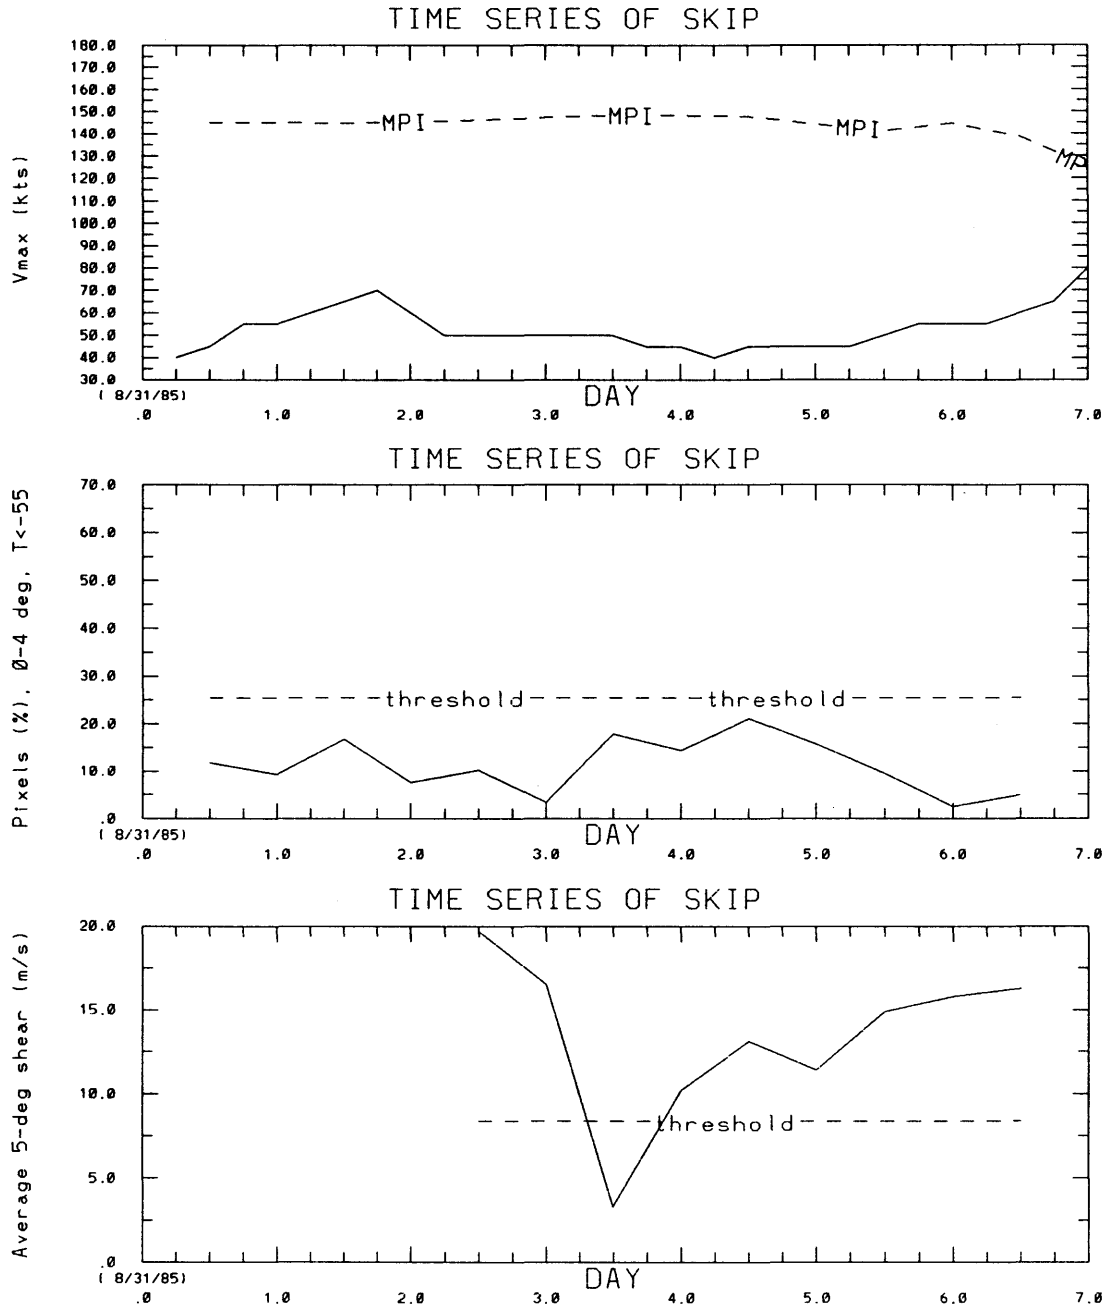 TIME SERIES OF SKIP
Vmax (kts)
180.0
170.0
160.0
150.0
140.0
130.0
120.0
110.0
100.0
90.0
80.0
70.0
60.0
50.0
40.0
30.0
MPI
MPI
MPI
MP
( 8/31/85)
DAY
.0 1.0 2.0 3.0 4.0 5.0 6.0 7.0
TIME SERIES OF SKIP
Pixels (%), 0-4 deg, T<-55
70.0
60.0
50.0
40.0
30.0
20.0
10.0
.0
threshold
threshold
( 8/31/85)
DAY
.0 1.0 2.0 3.0 4.0 5.0 6.0 7.0
TIME SERIES OF SKIP
Average 5-deg shear (m/s)
20.0
15.0
10.0
5.0
.0
threshold
( 8/31/85)
DAY
.0 1.0 2.0 3.0 4.0 5.0 6.0 7.0